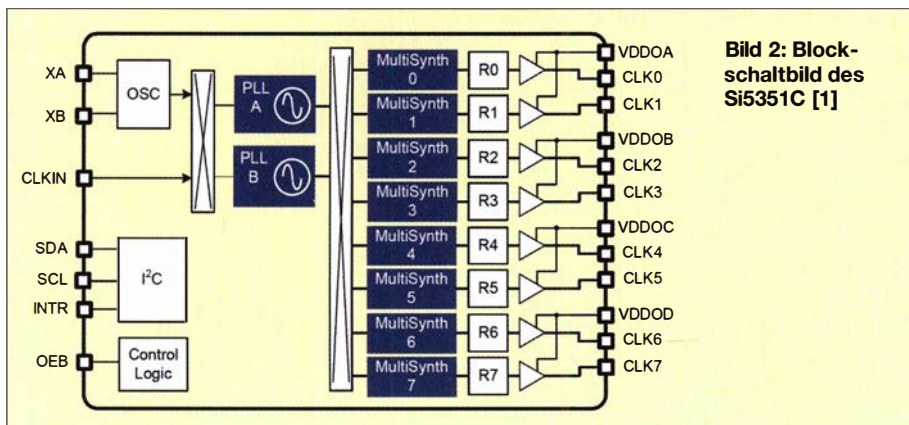 XA
XB
CLKIN
SDA
SCL
INTR
OEB
OSC
I²C
Control
Logic
PLL
A
PLL
B
MultiSynth
0
MultiSynth
1
MultiSynth
2
MultiSynth
3
MultiSynth
4
MultiSynth
5
MultiSynth
6
MultiSynth
7
R0
R1
R2
R3
R4
R5
R6
R7
VDDOA
CLK0
CLK1
VDDOB
CLK2
CLK3
VDDOC
CLK4
CLK5
VDDOD
CLK6
CLK7
Bild 2: Block-
schaltbild des
Si5351C [1]